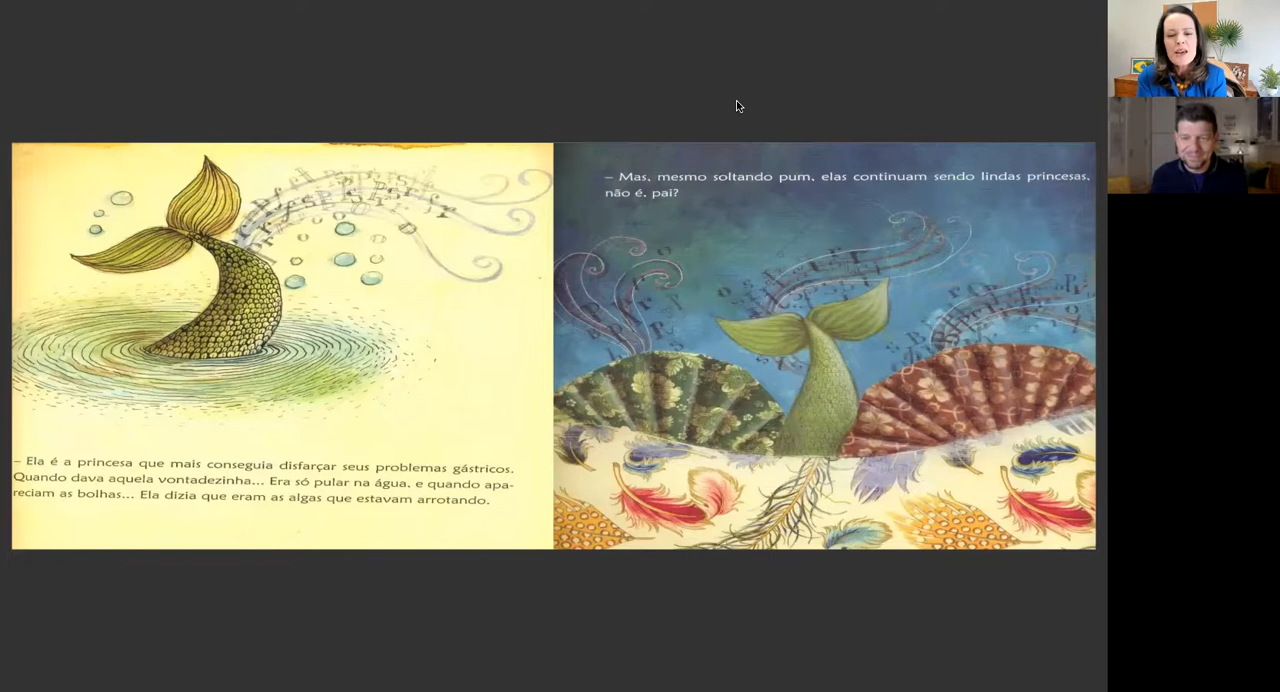 – Ela é a princesa que mais conseguia disfarçar seus problemas gástricos.
Quando dava aquela vontadezinha... Era só pular na água, e quando apa-
reciam as bolhas... Ela dizia que eram as algas que estavam arrotando.
– Mas, mesmo soltando pum, elas continuam sendo lindas princesas,
não é, pai?